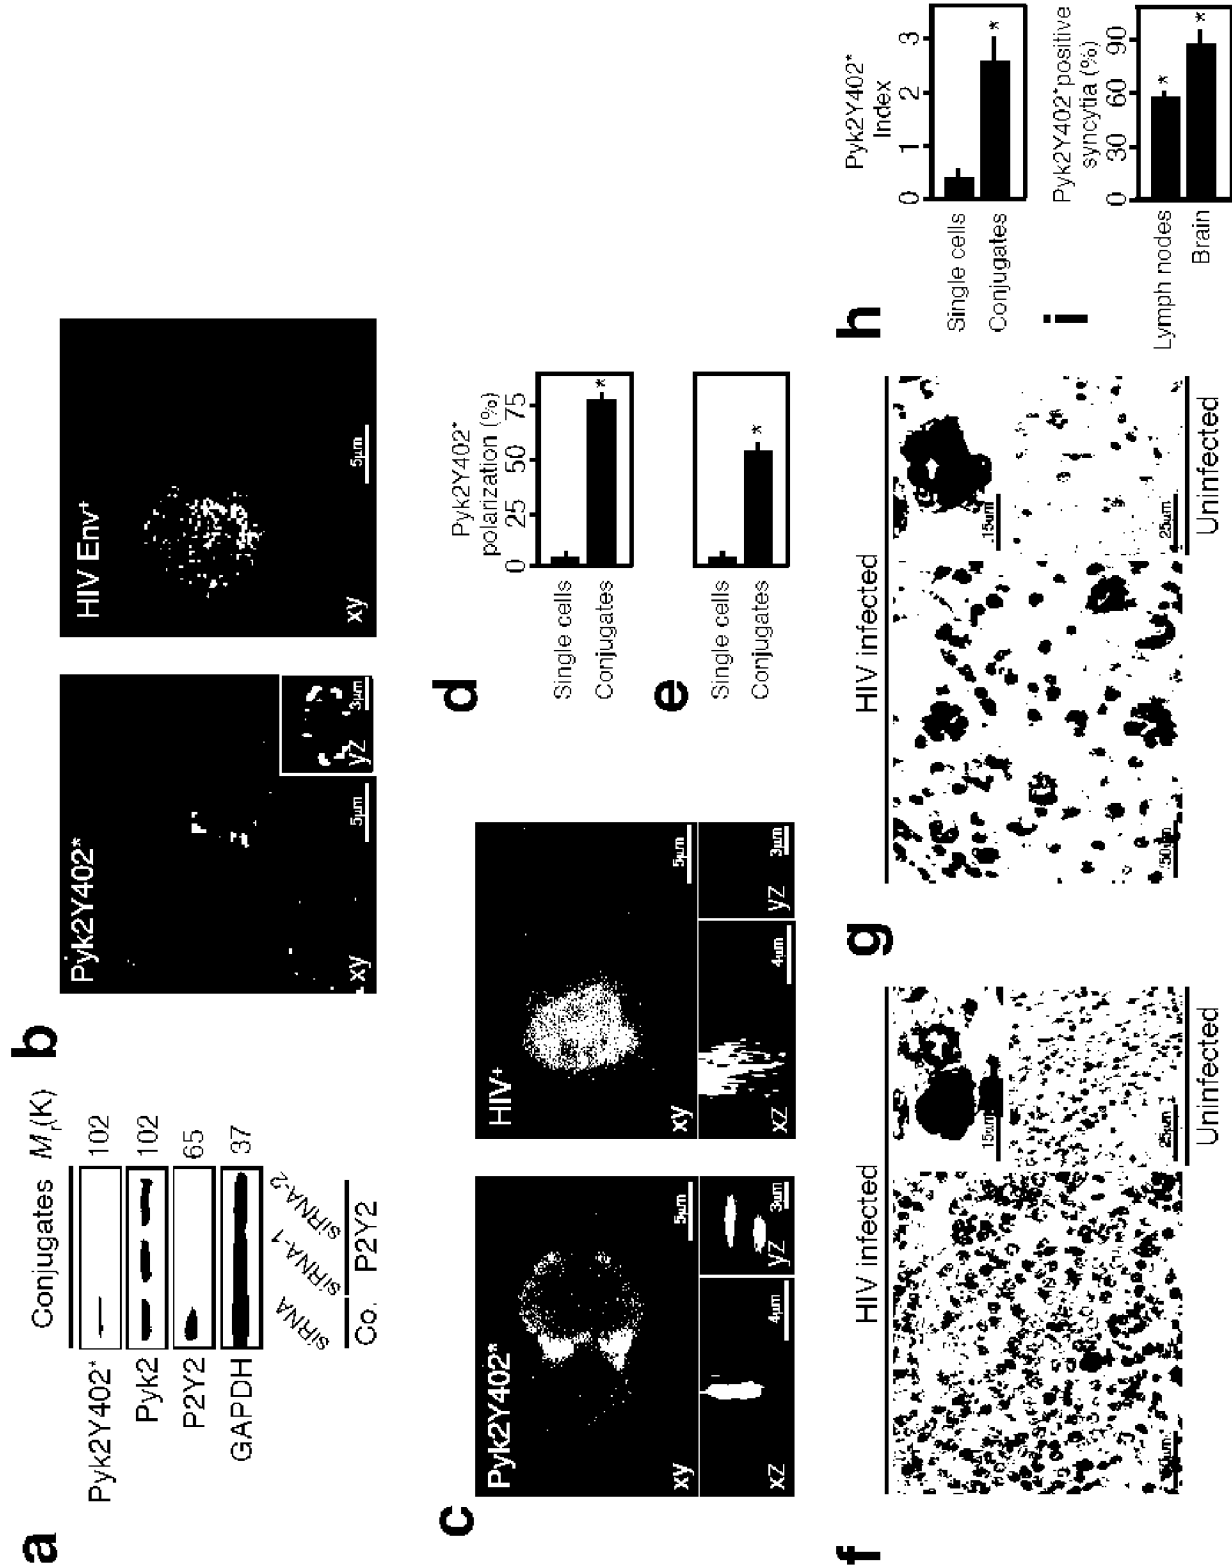 a
Conjugates
Mr(K)
Pyk2Y402*
102
Pyk2
102
P2Y2
65
GAPDH
37
siRNA
siRNA-1
siRNA-2
Co.
P2Y2
b
Pyk2Y402*
xy
5µm
yz
3µm
HIV Env+
xy
5µm
c
Pyk2Y402*
xy
5µm
xz
4µm
yz
3µm
HIV+
xy
5µm
xz
4µm
yz
3µm
d
Pyk2Y402*
polarization (%)
0 25 50 75
Single cells
Conjugates
*
e
Single cells
Conjugates
*
f
HIV infected
15µm
25µm
Uninfected
g
HIV infected
50µm
15µm
25µm
Uninfected
h
Pyk2Y402*
Index
0 1 2 3
Single cells
Conjugates
*
i
Pyk2Y402*positive
syncytia (%)
0 30 60 90
Lymph nodes
*
Brain
*